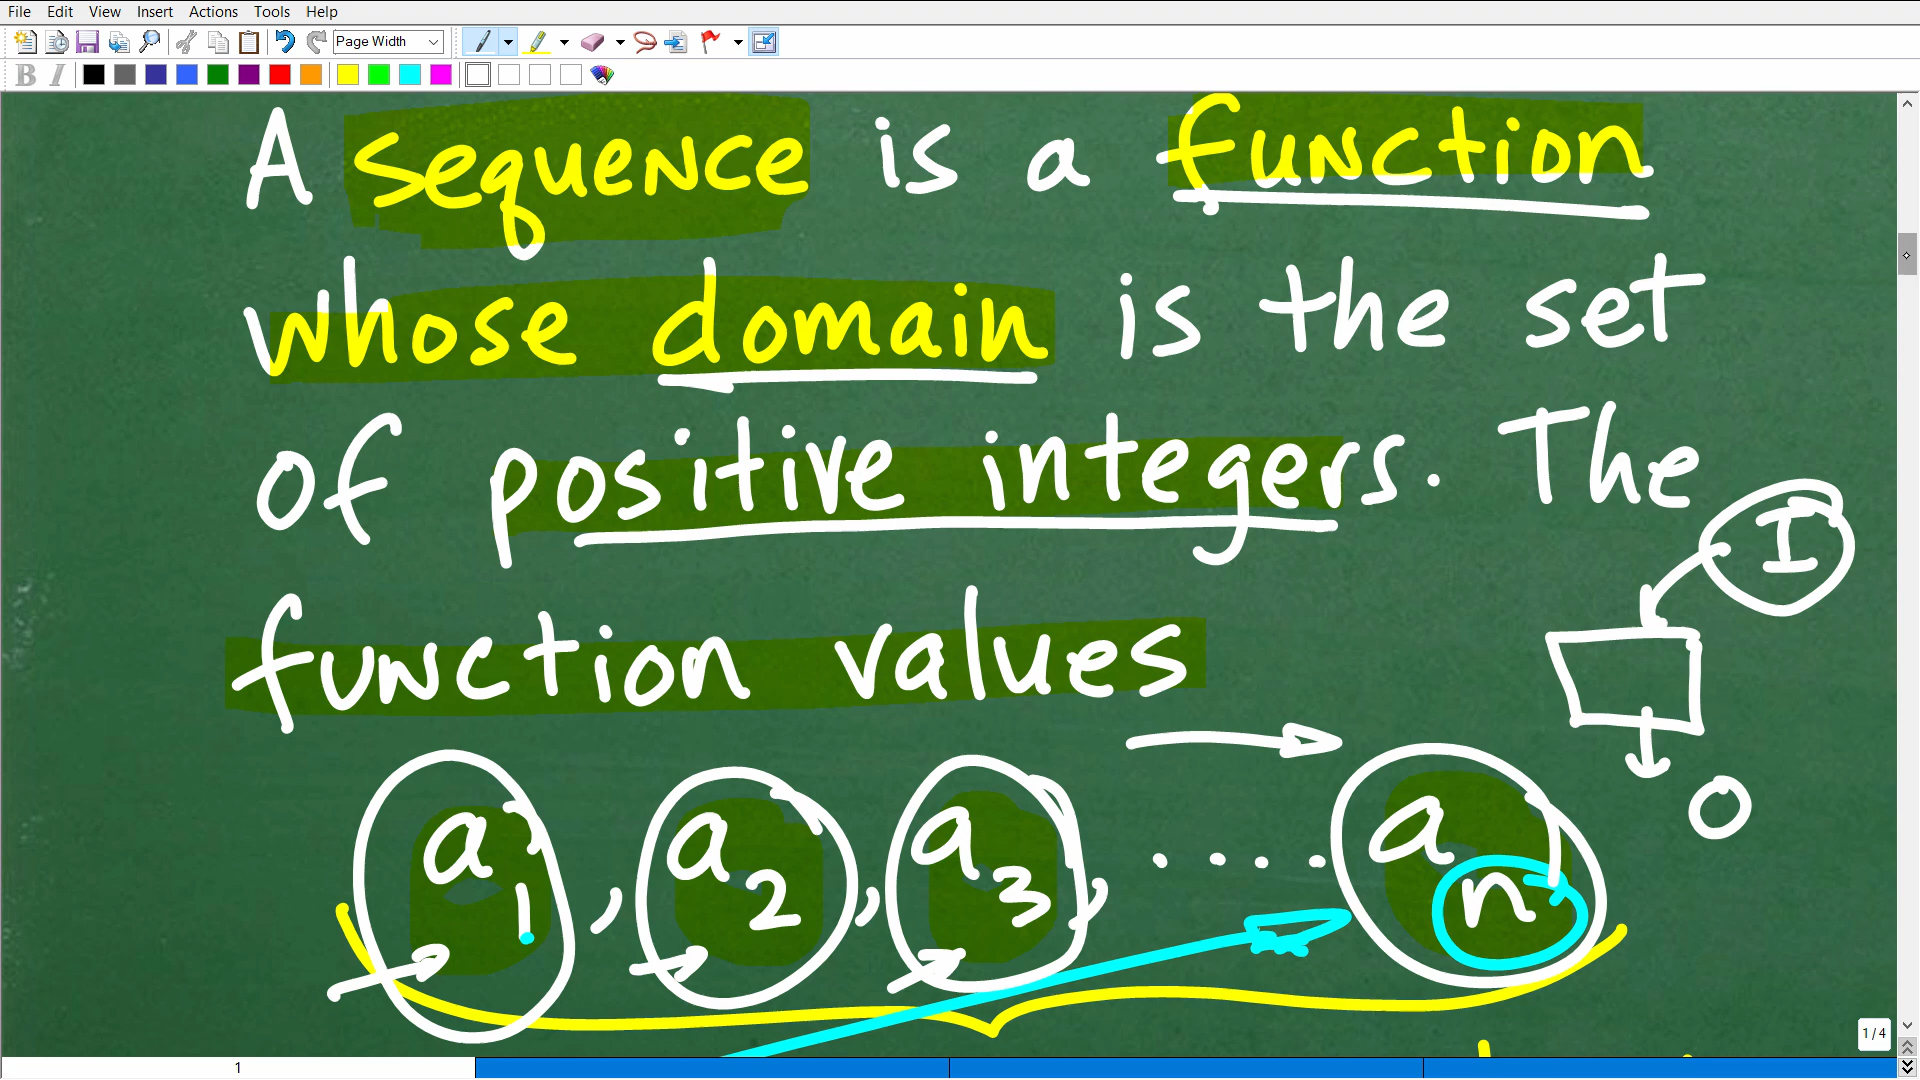 File Edit View Insert Actions Tools Help
Page Width
B I
A sequence is a function
whose domain is the set
of positive integers. The
I
function values
O
a1, a2, a3, ..... an
1 / 4
1